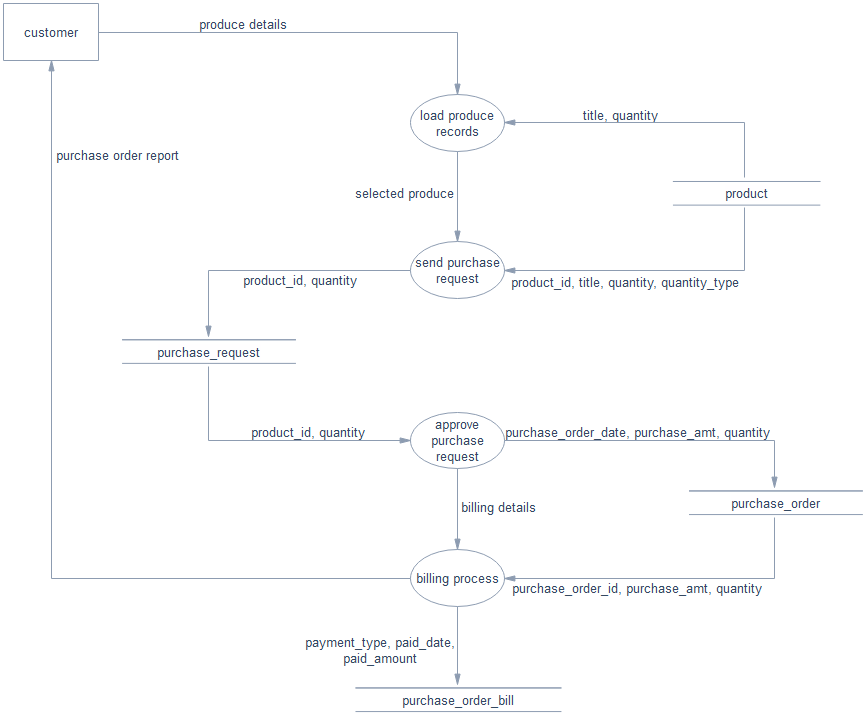 customer
produce details
load produce
records
title, quantity
purchase order report
selected produce
product
send purchase
request
product_id, quantity
product_id, title, quantity, quantity_type
purchase_request
product_id, quantity
approve
purchase
request
purchase_order_date, purchase_amt, quantity
purchase_order
billing details
billing process
purchase_order_id, purchase_amt, quantity
payment_type, paid_date,
paid_amount
purchase_order_bill